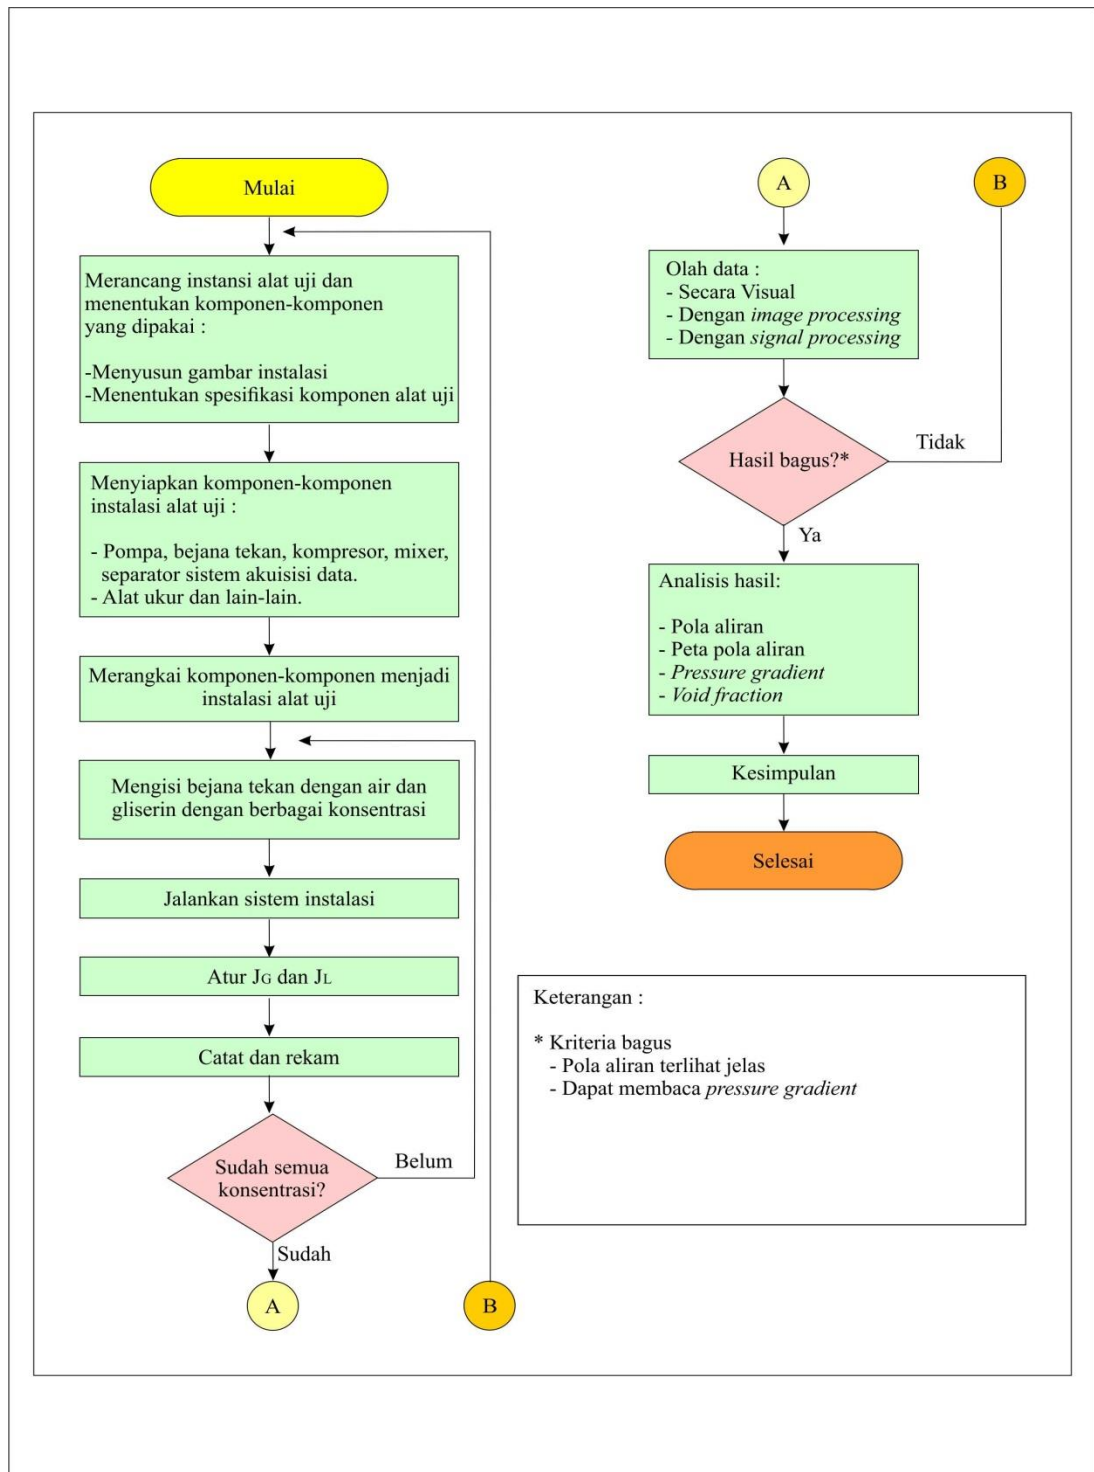 Mulai
Merancang instansi alat uji dan
menentukan komponen-komponen
yang dipakai :
-Menyusun gambar instalasi
-Menentukan spesifikasi komponen alat uji
Menyiapkan komponen-komponen
instalasi alat uji :
- Pompa, bejana tekan, kompresor, mixer,
separator sistem akuisisi data.
- Alat ukur dan lain-lain.
Merangkai komponen-komponen menjadi
instalasi alat uji
Mengisi bejana tekan dengan air dan
gliserin dengan berbagai konsentrasi
Jalankan sistem instalasi
Atur JG dan JL
Catat dan rekam
Sudah semua
konsentrasi?
Belum
Sudah
A
B
A
B
Olah data :
- Secara Visual
- Dengan image processing
- Dengan signal processing
Hasil bagus?*
Tidak
Ya
Analisis hasil:
- Pola aliran
- Peta pola aliran
- Pressure gradient
- Void fraction
Kesimpulan
Selesai
Keterangan :
* Kriteria bagus
- Pola aliran terlihat jelas
- Dapat membaca pressure gradient